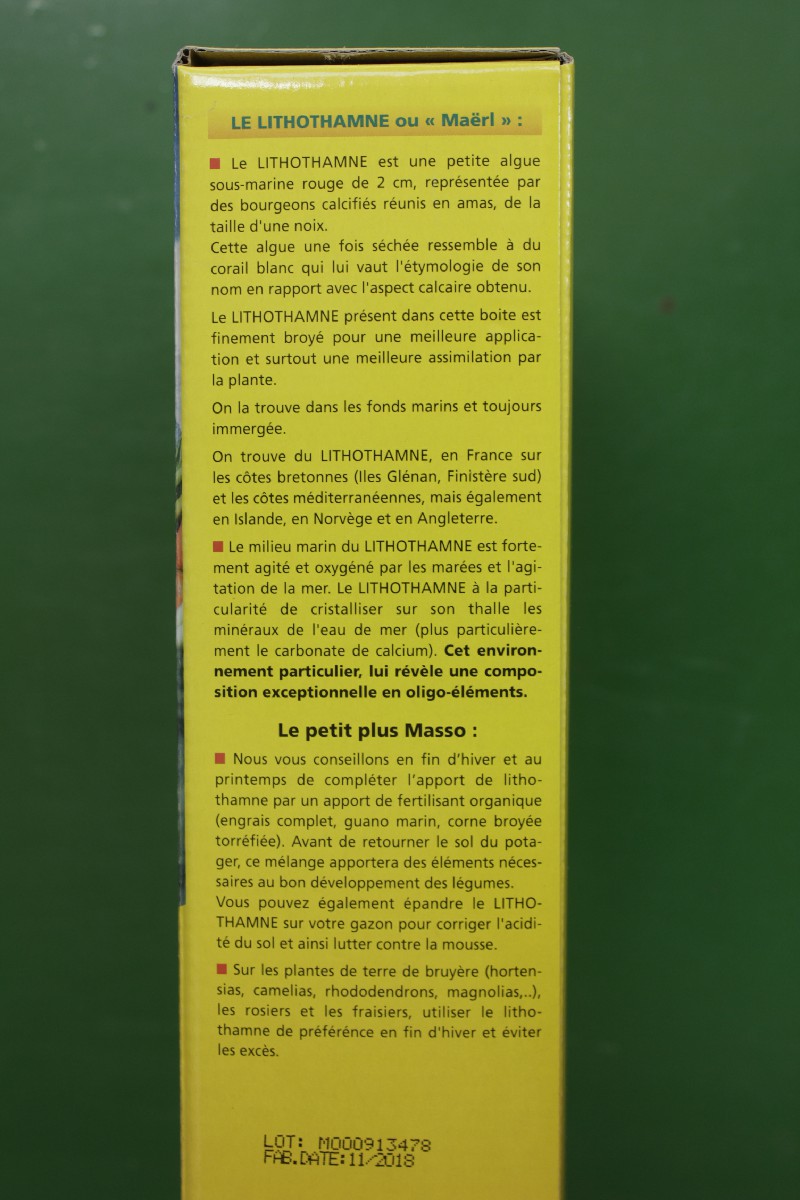 LE LITHOTHAMNE ou « Maërl » :
■ Le LITHOTHAMNE est une petite algue
sous-marine rouge de 2 cm, représentée par
des bourgeons calcifiés réunis en amas, de la
taille d'une noix.
Cette algue une fois séchée ressemble à du
corail blanc qui lui vaut l'étymologie de son
nom en rapport avec l'aspect calcaire obtenu.
Le LITHOTHAMNE présent dans cette boite est
finement broyé pour une meilleure applica-
tion et surtout une meilleure assimilation par
la plante.
On la trouve dans les fonds marins et toujours
immergée.
On trouve du LITHOTHAMNE, en France sur
les côtes bretonnes (Iles Glénan, Finistère sud)
et les côtes méditerranéennes, mais également
en Islande, en Norvège et en Angleterre.
■ Le milieu marin du LITHOTHAMNE est forte-
ment agité et oxygéné par les marées et l'agi-
tation de la mer. Le LITHOTHAMNE à la parti-
cularité de cristalliser sur son thalle les
minéraux de l'eau de mer (plus particulière-
ment le carbonate de calcium). Cet environ-
nement particulier, lui révèle une compo-
sition exceptionnelle en oligo-éléments.
Le petit plus Masso :
■ Nous vous conseillons en fin d'hiver et au
printemps de compléter l'apport de litho-
thamne par un apport de fertilisant organique
(engrais complet, guano marin, corne broyée
torréfiée). Avant de retourner le sol du pota-
ger, ce mélange apportera des éléments néces-
saires au bon développement des légumes.
Vous pouvez également épandre le LITHO-
THAMNE sur votre gazon pour corriger l'acidi-
té du sol et ainsi lutter contre la mousse.
■ Sur les plantes de terre de bruyère (horten-
sias, camelias, rhododendrons, magnolias,..),
les rosiers et les fraisiers, utiliser le litho-
thamne de préférénce en fin d'hiver et éviter
les excès.
LOT: M000913478
FAB.DATE:11/2018